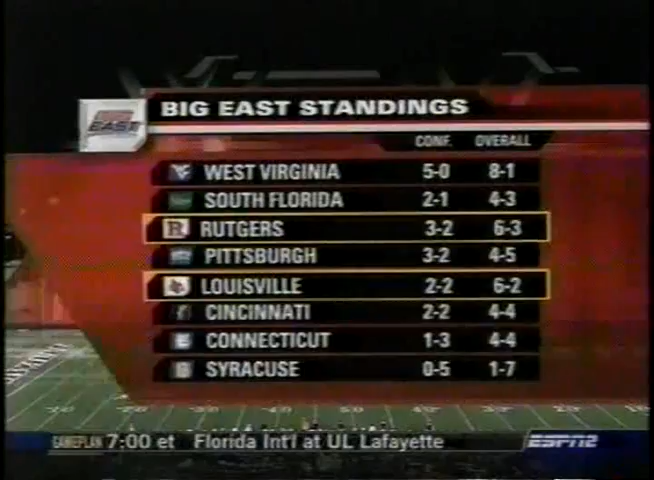 BIG EAST STANDINGS
BIG EAST
CONF. OVERALL
WEST VIRGINIA 5-0 8-1
SOUTH FLORIDA 2-1 4-3
R RUTGERS 3-2 6-3
PITTSBURGH 3-2 4-5
LOUISVILLE 2-2 6-2
CINCINNATI 2-2 4-4
CONNECTICUT 1-3 4-4
SYRACUSE 0-5 1-7
GAMEPLAN 7:00 et Florida Int'l at UL Lafayette ESPN2